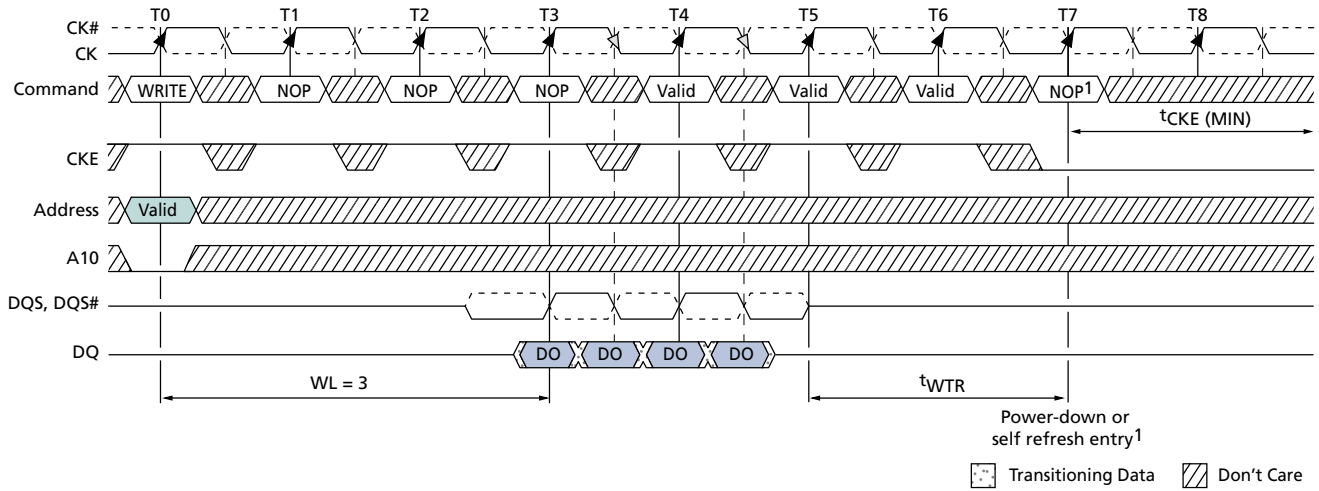 T0 T1 T2 T3 T4 T5 T6 T7 T8
CK#
CK
Command WRITE NOP NOP NOP Valid Valid Valid NOP1
tCKE (MIN)
CKE
Address Valid
A10
DQS, DQS#
DQ DO DO DO DO
WL = 3 tWTR
Power-down or
self refresh entry1
Transitioning Data Don't Care